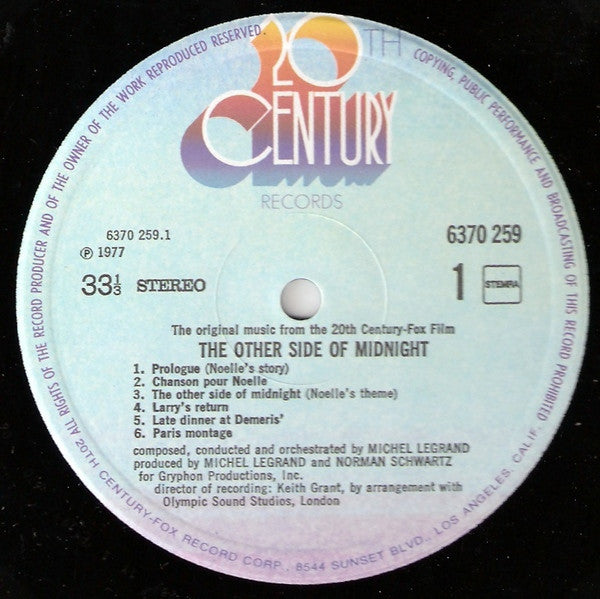 ALL RIGHTS OF THE RECORD PRODUCER AND OF THE OWNER OF THE WORK REPRODUCED RESERVED.
COPYING, PUBLIC PERFORMANCE AND BROADCASTING OF THIS RECORD PROHIBITED
20TH
CENTURY
RECORDS
6370 259.1
℗ 1977
6370 259
33⅓ STEREO
1 STEMRA
The original music from the 20th Century-Fox Film
THE OTHER SIDE OF MIDNIGHT
1. Prologue (Noelle's story)
2. Chanson pour Noelle
3. The other side of midnight (Noelle's theme)
4. Larry's return
5. Late dinner at Demeris'
6. Paris montage
composed, conducted and orchestrated by MICHEL LEGRAND
produced by MICHEL LEGRAND and NORMAN SCHWARTZ
for Gryphon Productions, Inc.
director of recording: Keith Grant, by arrangement with
Olympic Sound Studios, London
20TH CENTURY-FOX RECORD CORP., 8544 SUNSET BLVD., LOS ANGELES, CALIF.